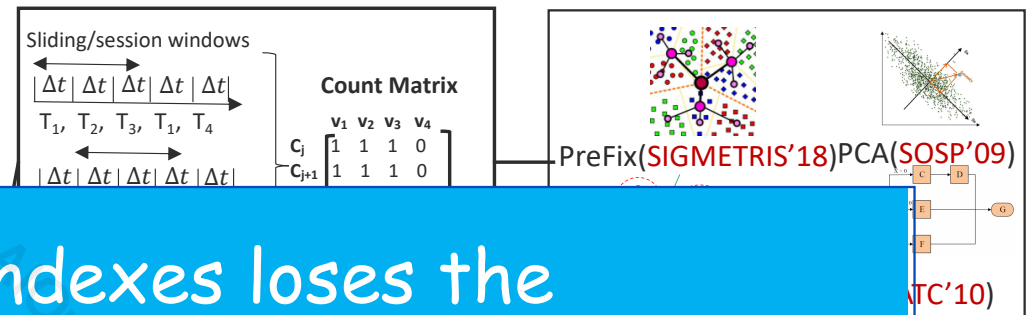 Sliding/session windows
|Δt|Δt|Δt|Δt|Δt|
T₁, T₂, T₃, T₁, T₄
|Δt|Δt|Δt|Δt|Δt|
Count Matrix
v₁ v₂ v₃ v₄
Cⱼ 1 1 1 0
Cⱼ₊₁ 1 1 1 0
PreFix(SIGMETRIS'18)PCA(SOSP'09)
C D
E G
F
ndexes loses the
TC'10)